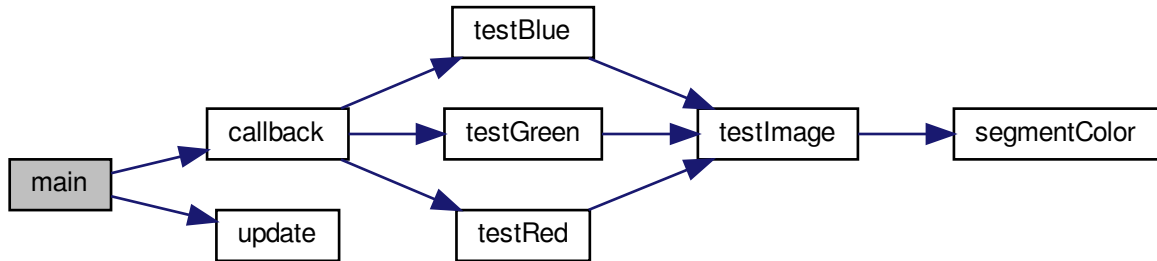 main
callback
update
testBlue
testGreen
testRed
testImage
segmentColor